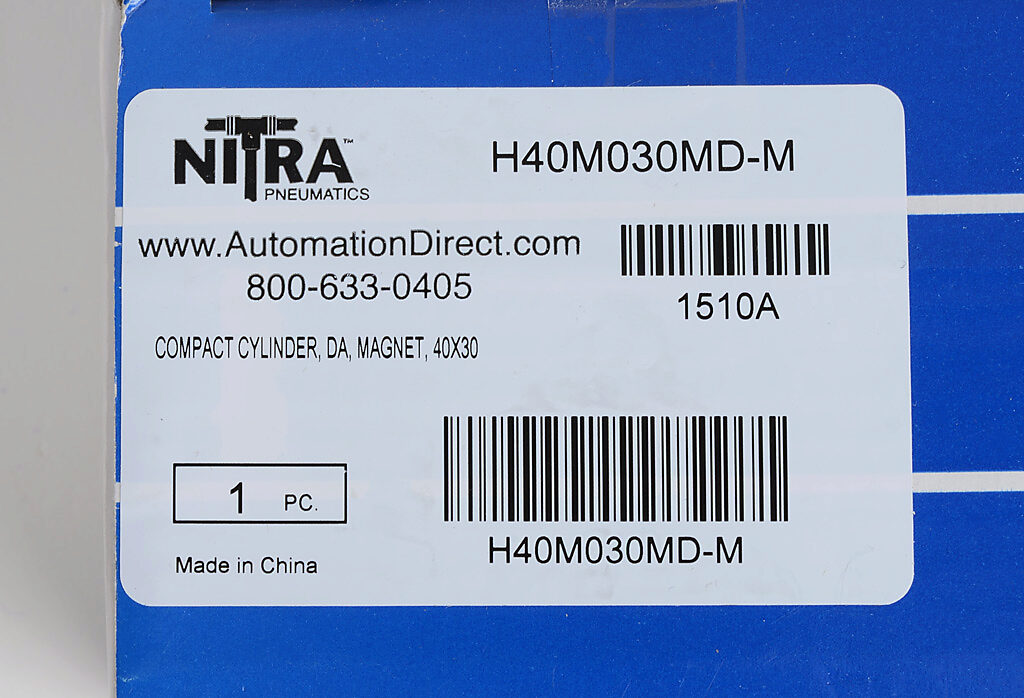 NITRA™
PNEUMATICS
H40M030MD-M
www.AutomationDirect.com
800-633-0405
1510A
COMPACT CYLINDER, DA, MAGNET, 40X30
1 PC.
H40M030MD-M
Made in China